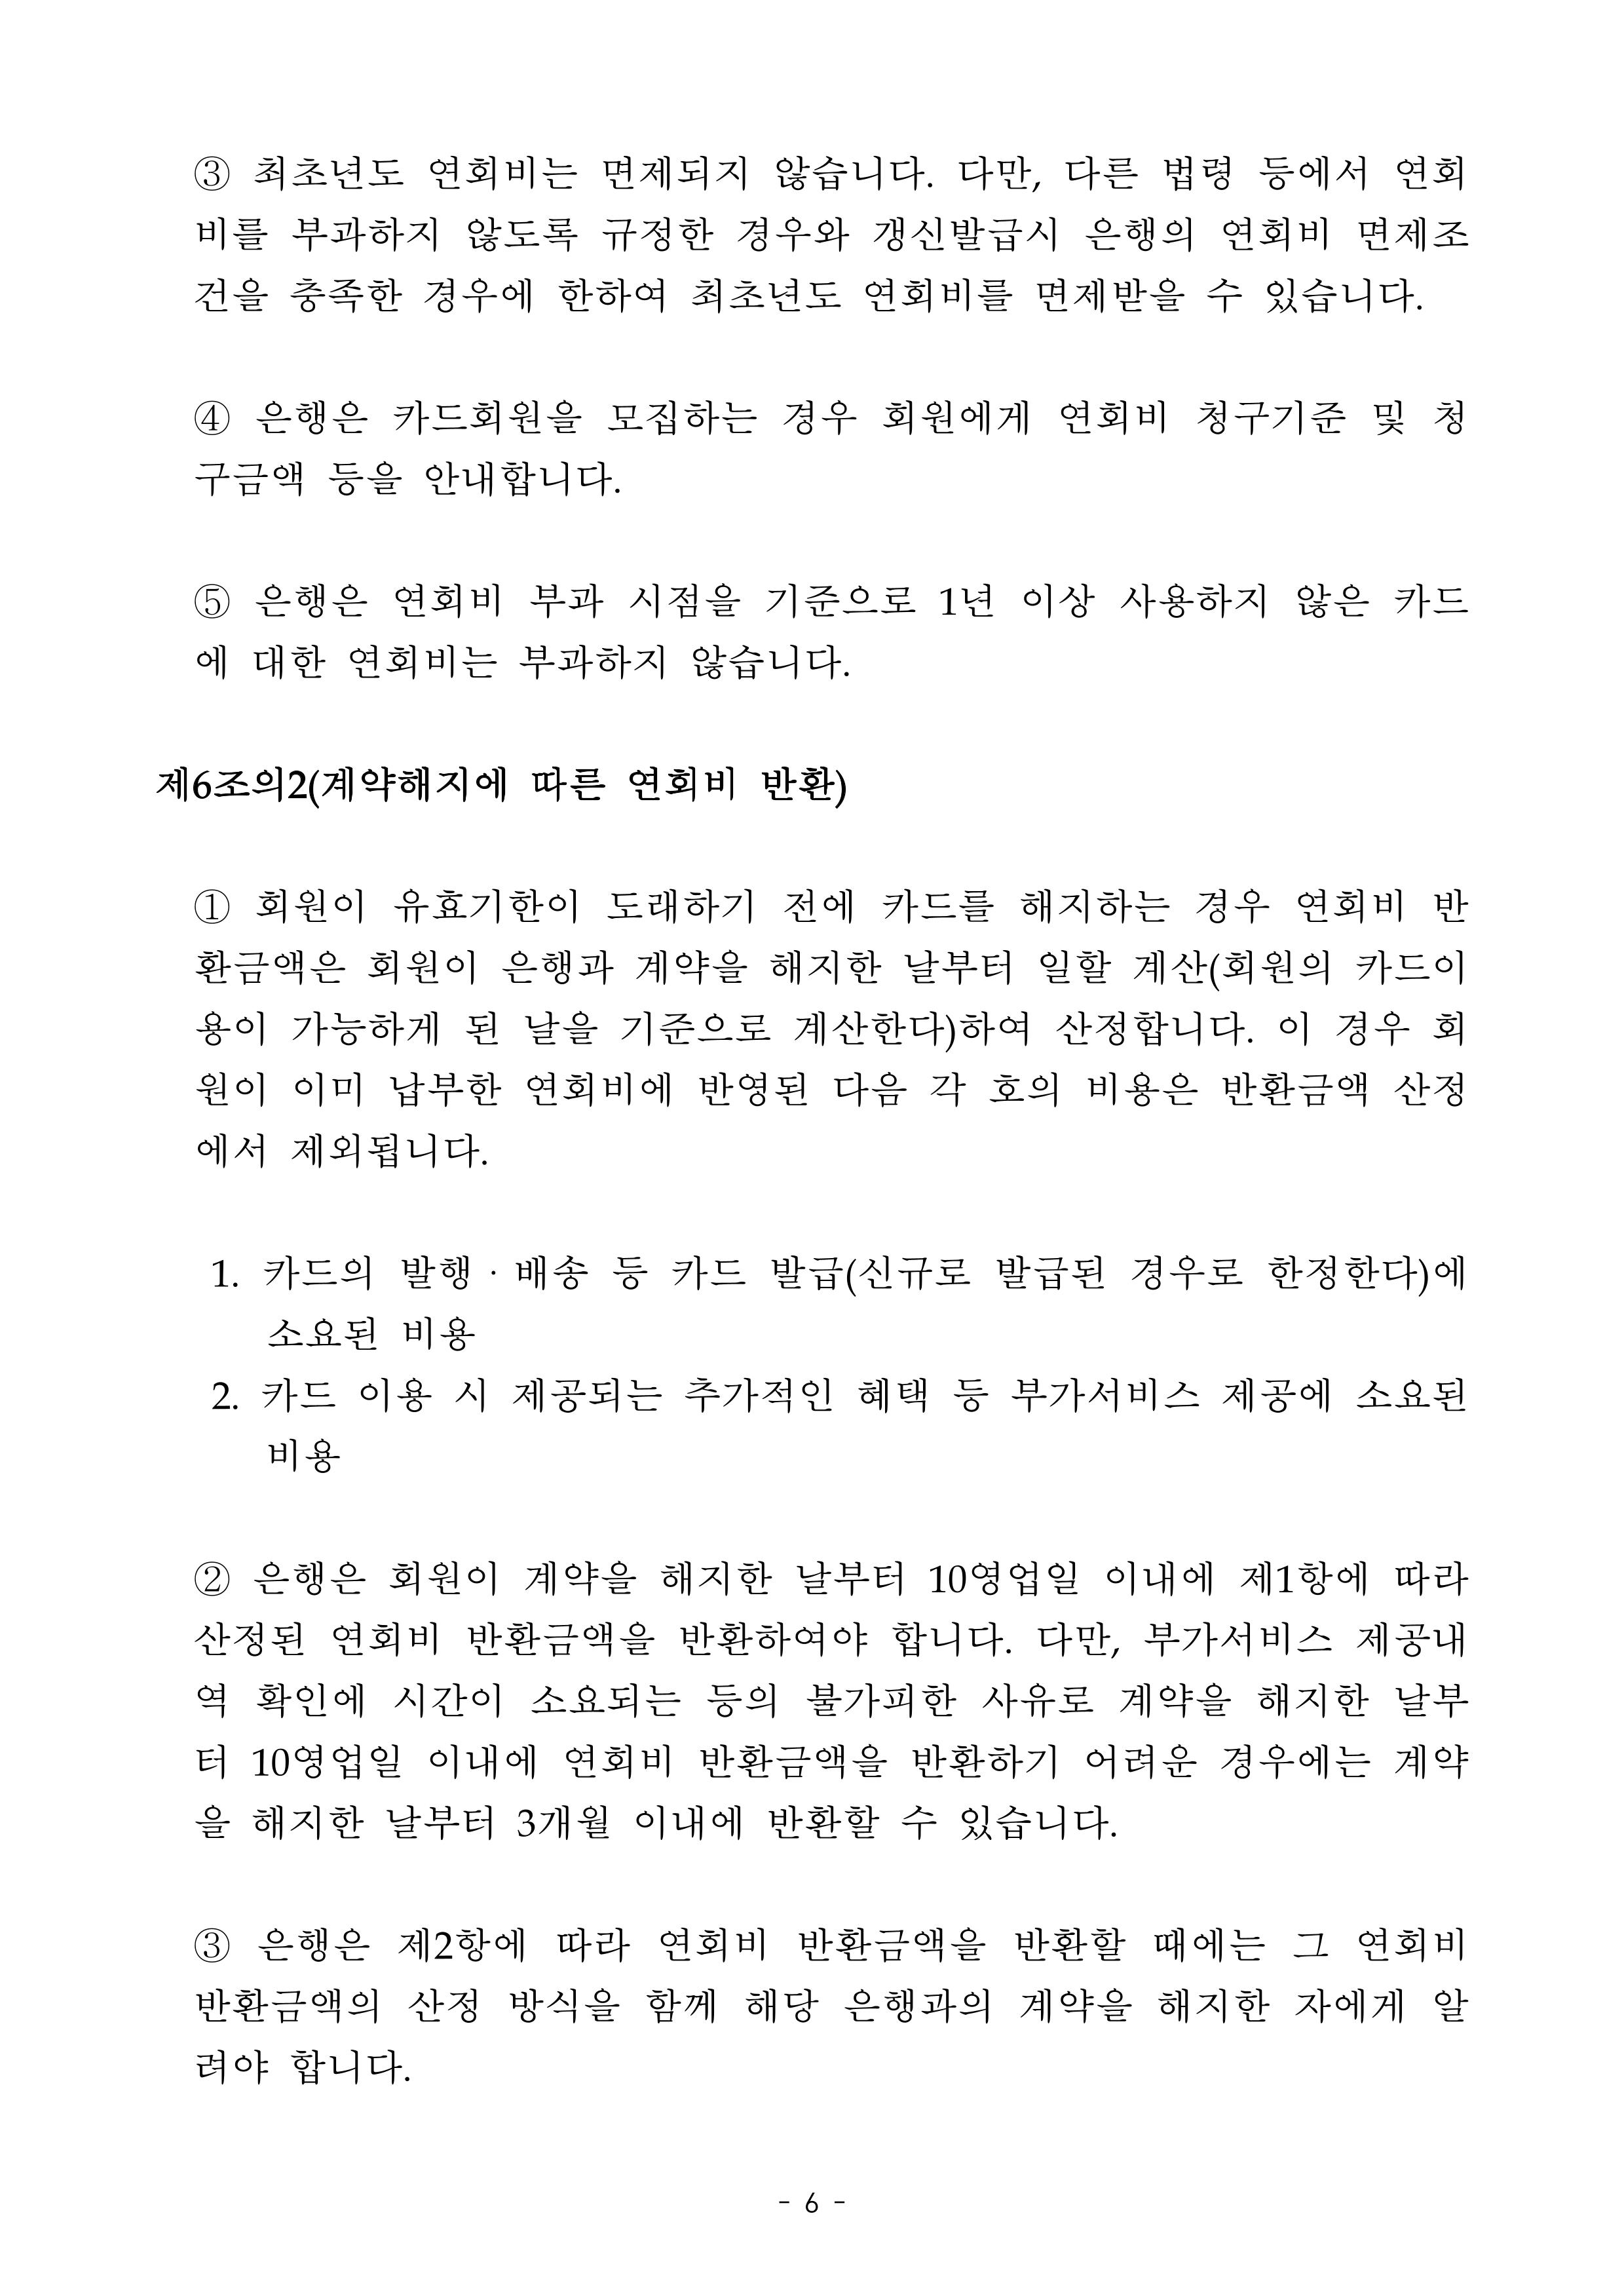 ③ 최초년도 연회비는 면제되지 않습니다. 다만, 다른 법령 등에서 연회
비를 부과하지 않도록 규정한 경우와 갱신발급시 은행의 연회비 면제조
건을 충족한 경우에 한하여 최초년도 연회비를 면제받을 수 있습니다.
④ 은행은 카드회원을 모집하는 경우 회원에게 연회비 청구기준 및 청
구금액 등을 안내합니다.
⑤ 은행은 연회비 부과 시점을 기준으로 1년 이상 사용하지 않은 카드
에 대한 연회비는 부과하지 않습니다.
제6조의2(계약해지에 따른 연회비 반환)
① 회원이 유효기한이 도래하기 전에 카드를 해지하는 경우 연회비 반
환금액은 회원이 은행과 계약을 해지한 날부터 일할 계산(회원의 카드이
용이 가능하게 된 날을 기준으로 계산한다)하여 산정합니다. 이 경우 회
원이 이미 납부한 연회비에 반영된 다음 각 호의 비용은 반환금액 산정
에서 제외됩니다.
1. 카드의 발행·배송 등 카드 발급(신규로 발급된 경우로 한정한다)에
소요된 비용
2. 카드 이용 시 제공되는 추가적인 혜택 등 부가서비스 제공에 소요된
비용
② 은행은 회원이 계약을 해지한 날부터 10영업일 이내에 제1항에 따라
산정된 연회비 반환금액을 반환하여야 합니다. 다만, 부가서비스 제공내
역 확인에 시간이 소요되는 등의 불가피한 사유로 계약을 해지한 날부
터 10영업일 이내에 연회비 반환금액을 반환하기 어려운 경우에는 계약
을 해지한 날부터 3개월 이내에 반환할 수 있습니다.
③ 은행은 제2항에 따라 연회비 반환금액을 반환할 때에는 그 연회비
반환금액의 산정 방식을 함께 해당 은행과의 계약을 해지한 자에게 알
려야 합니다.
- 6 -